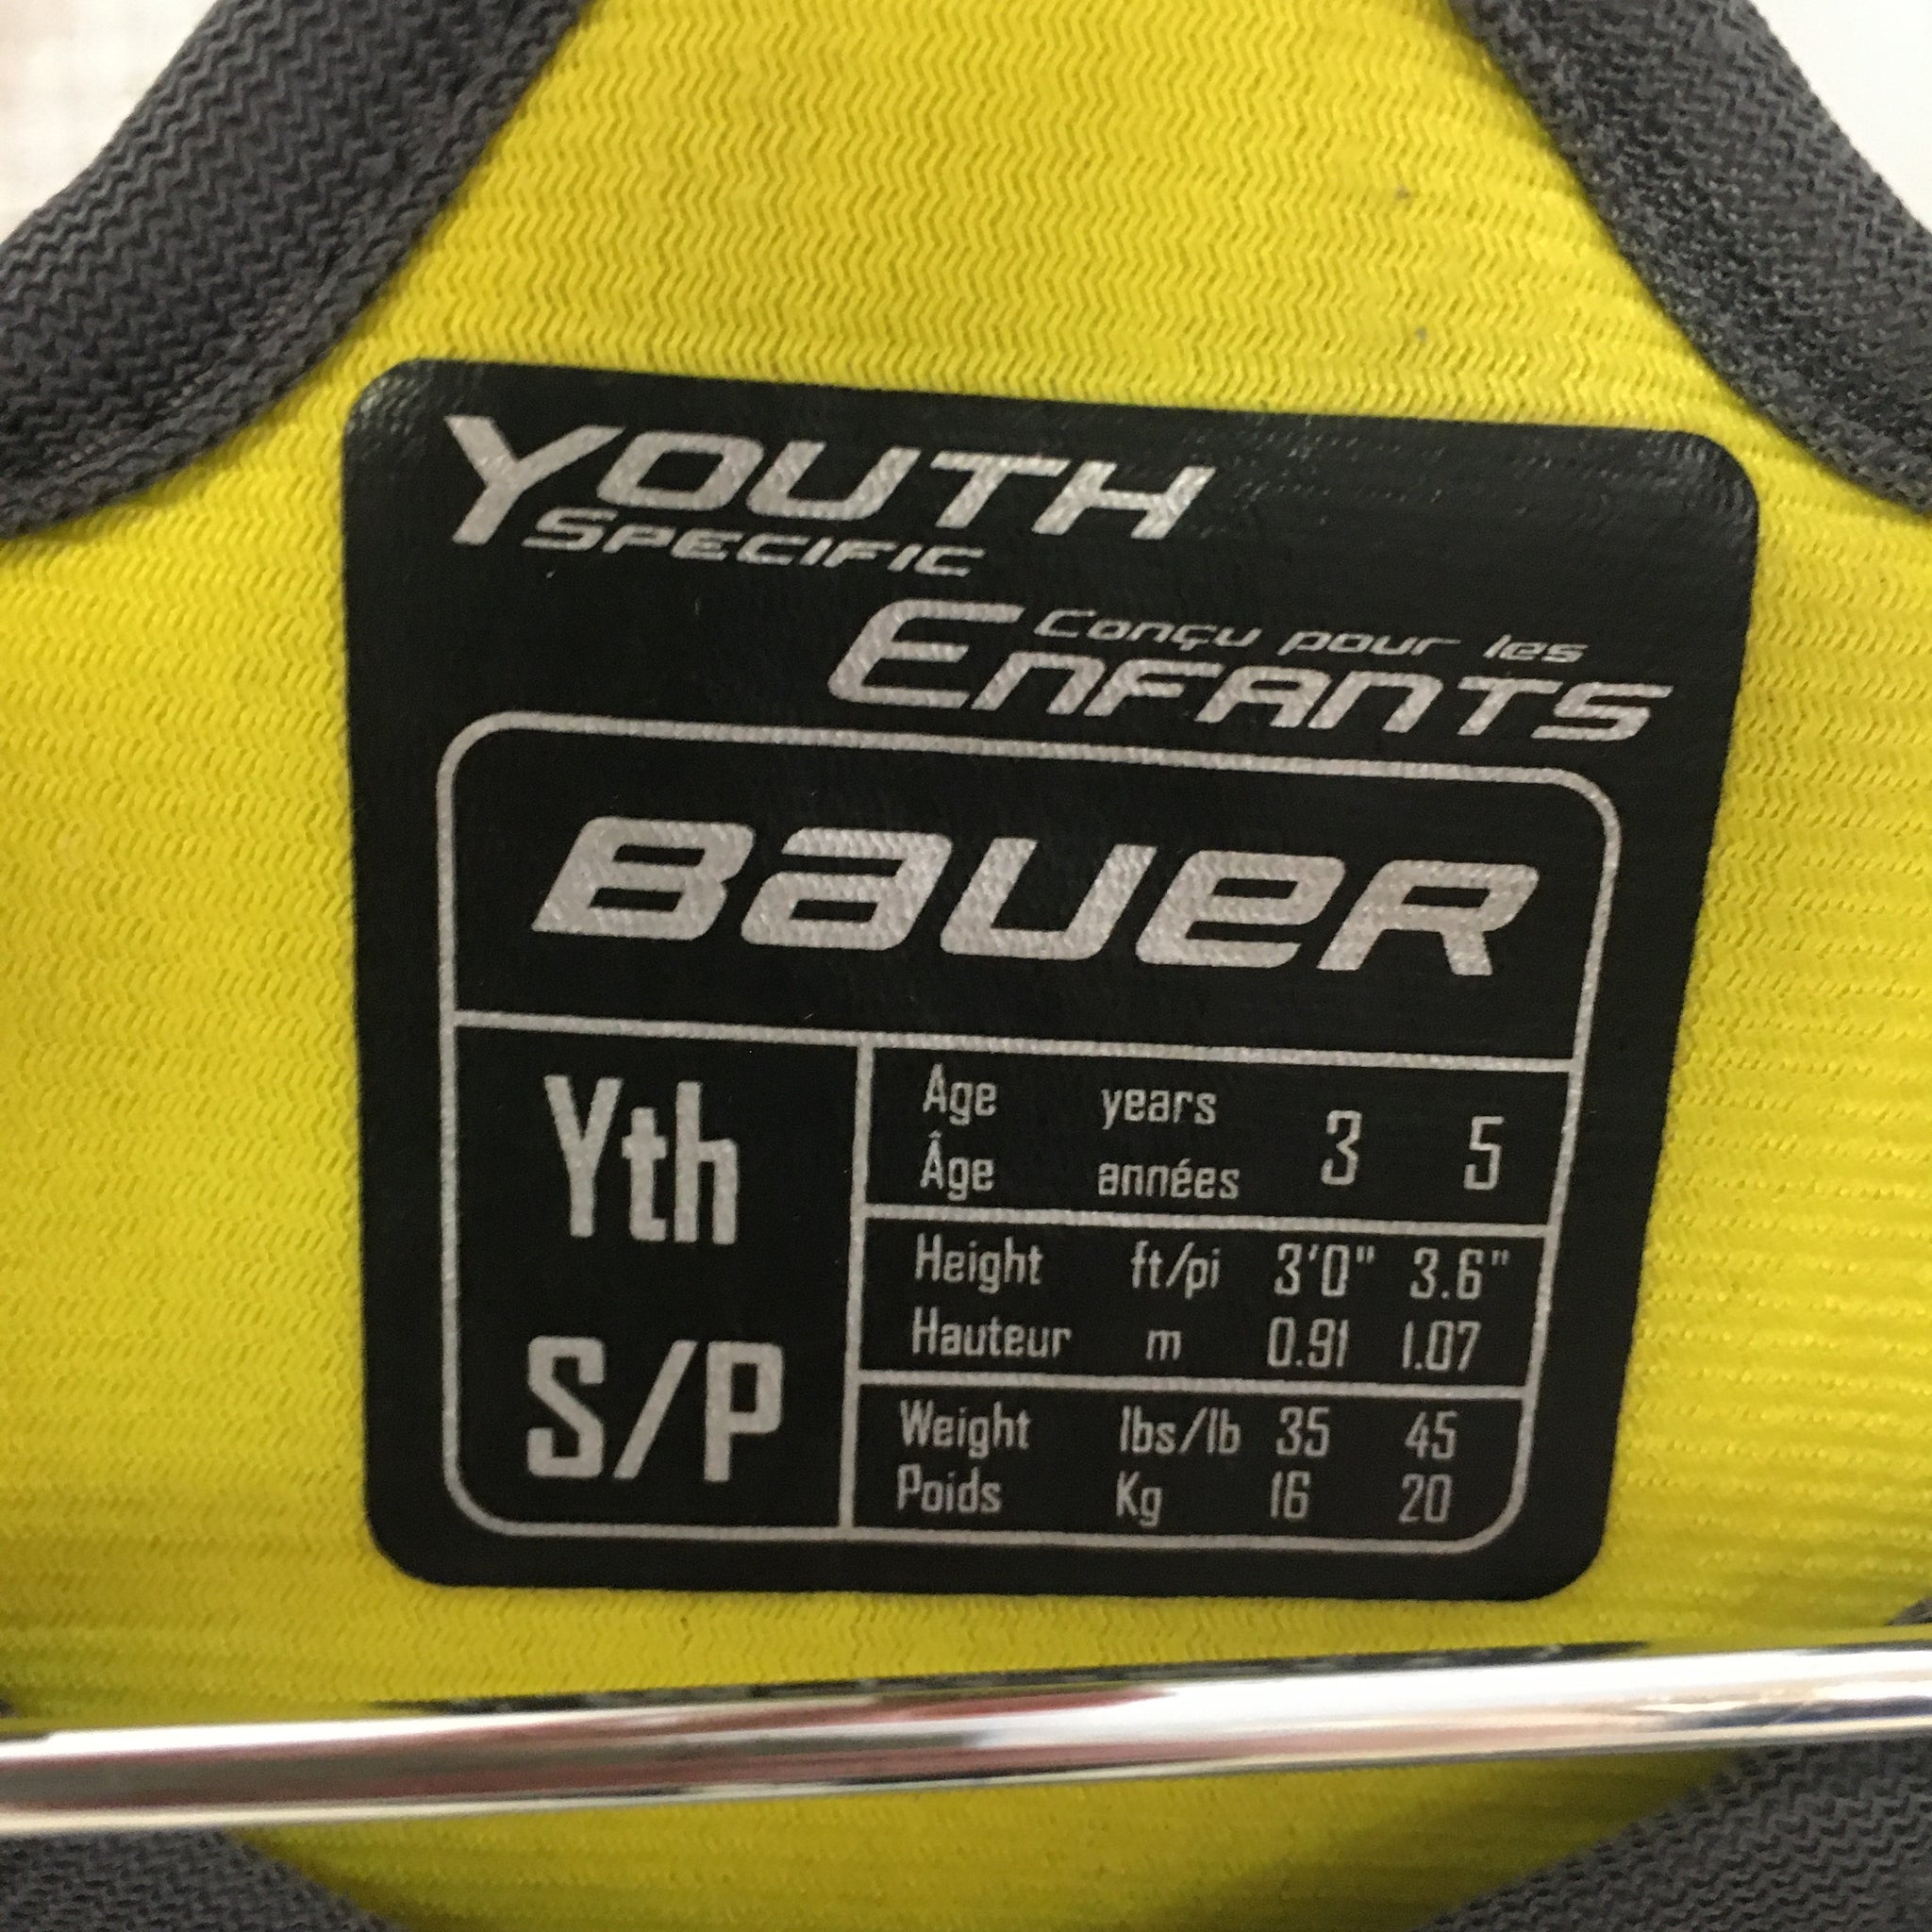 YOUTH
SPECIFIC
Conçu pour les
ENFANTS
BAUER
Yth
S/P
Age years 3 5
Âge années
Height ft/pi 3'0" 3.6"
Hauteur m 0.91 1.07
Weight lbs/lb 35 45
Poids Kg 16 20